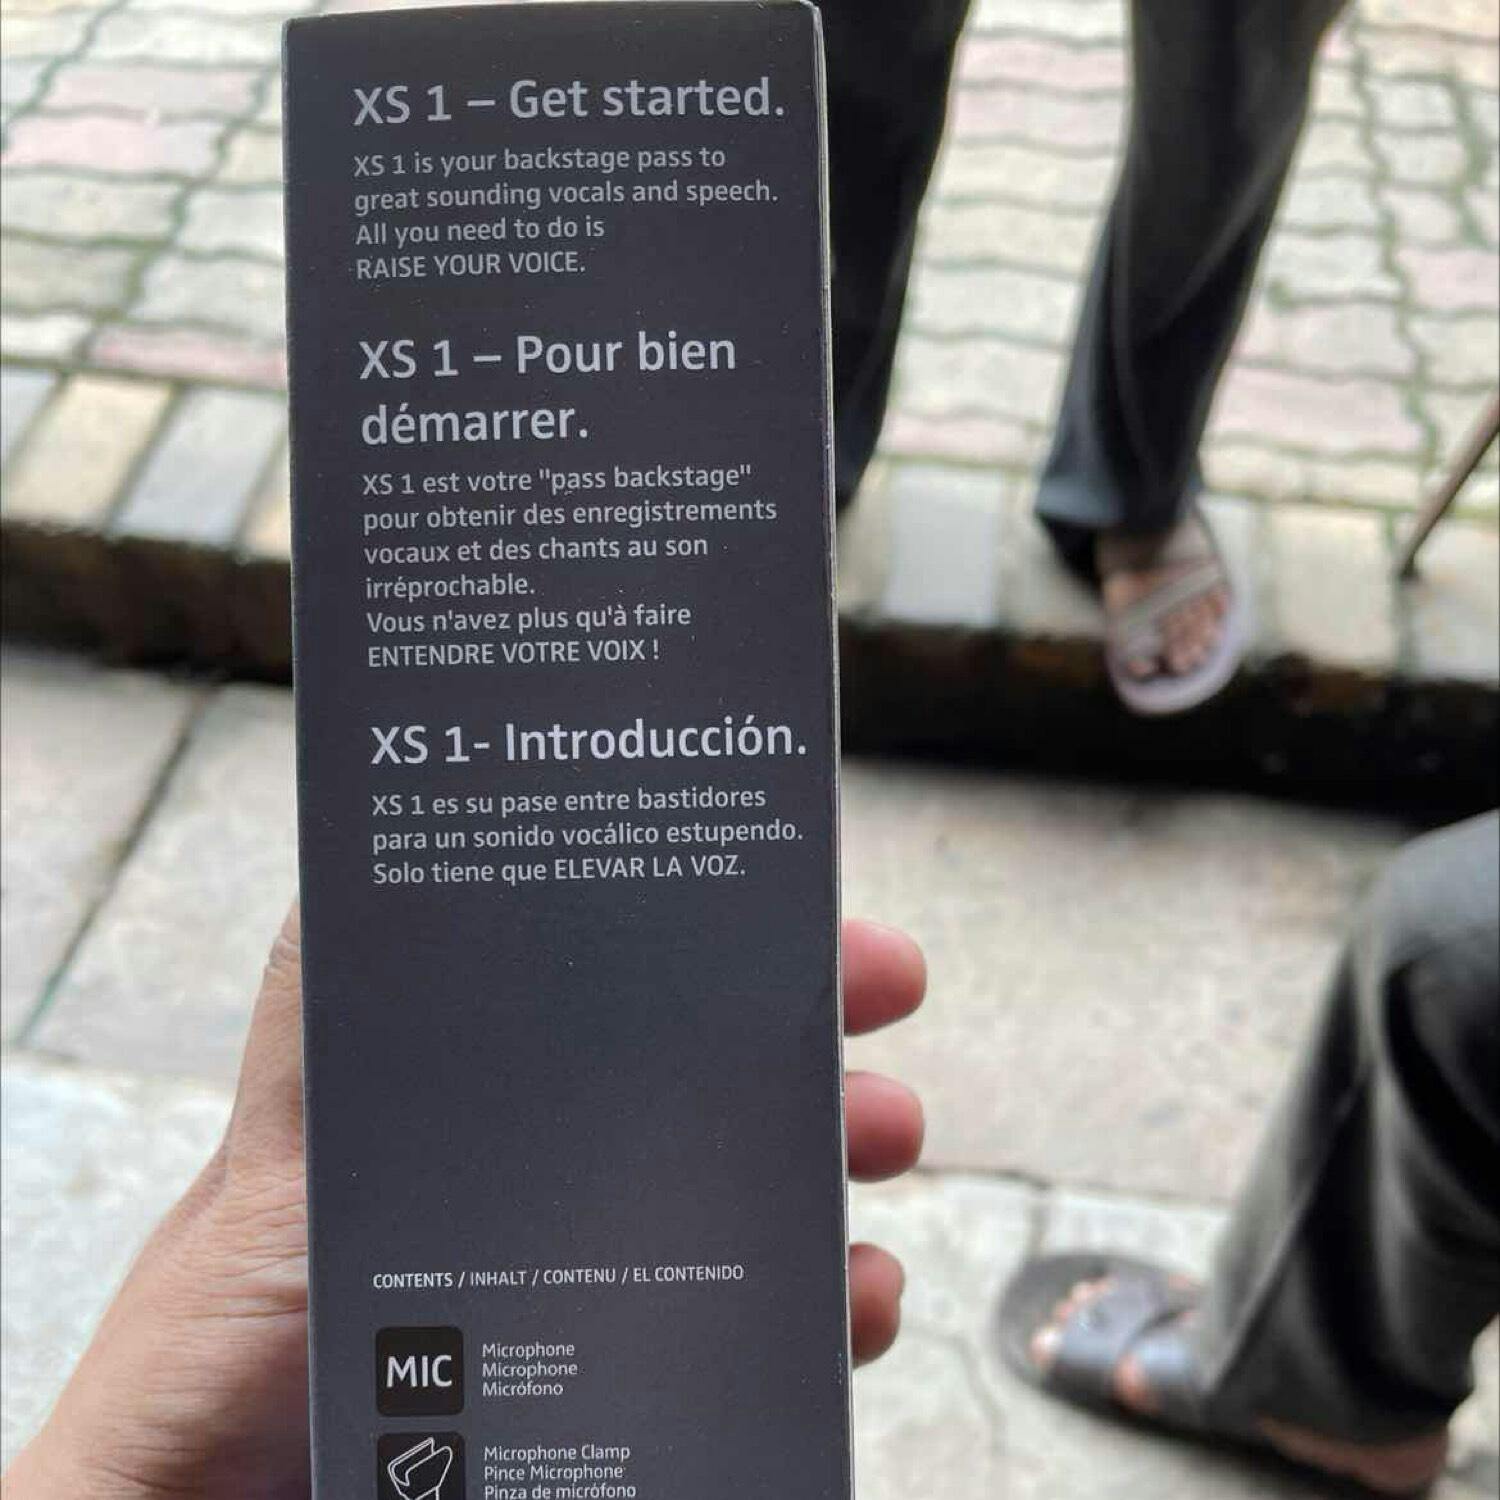 XS 1 – Get started.
XS 1 is your backstage pass to
great sounding vocals and speech.
All you need to do is
RAISE YOUR VOICE.
XS 1 – Pour bien
démarrer.
XS 1 est votre "pass backstage"
pour obtenir des enregistrements
vocaux et des chants au son
irréprochable.
Vous n'avez plus qu'à faire
ENTENDRE VOTRE VOIX !
XS 1- Introducción.
XS 1 es su pase entre bastidores
para un sonido vocálico estupendo.
Solo tiene que ELEVAR LA VOZ.
CONTENTS / INHALT / CONTENU / EL CONTENIDO
MIC
Microphone
Microphone
Micrófono
Microphone Clamp
Pince Microphone
Pinza de micrófono